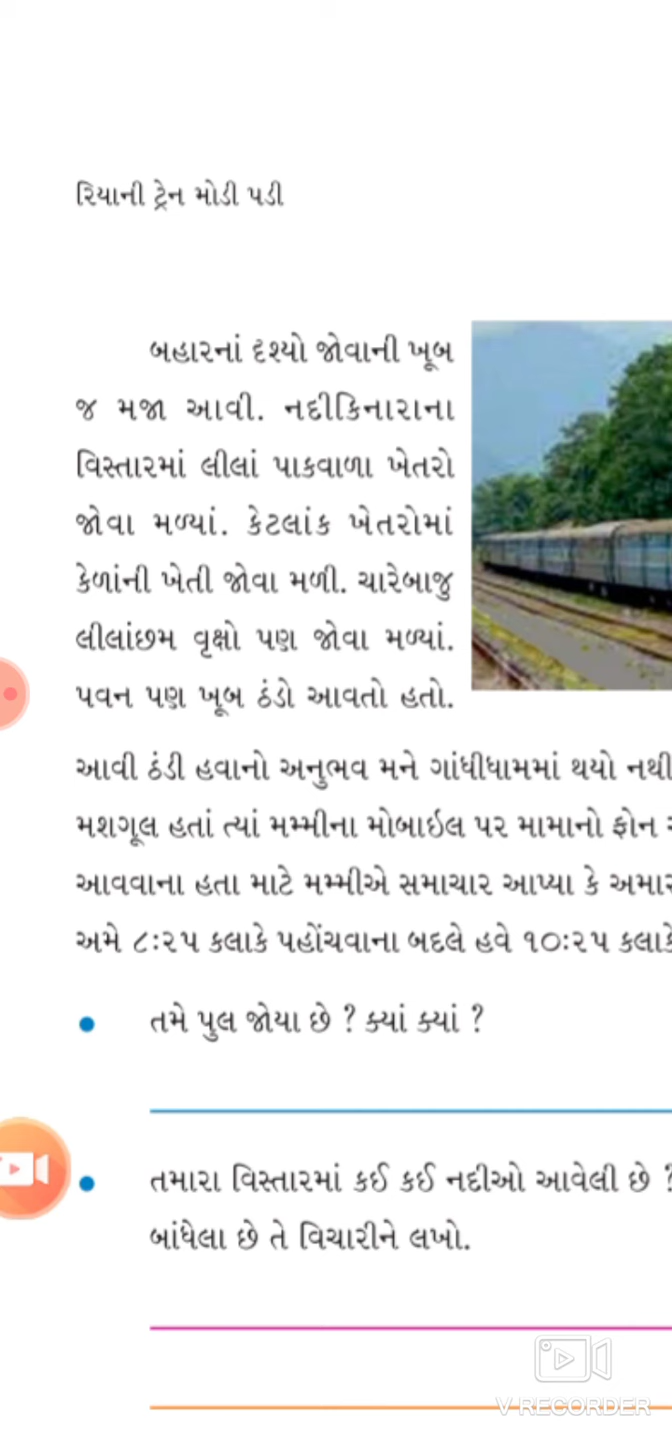 રિયાની ટ્રેન મોડી પડી
બહારનાં દૃશ્યો જોવાની ખૂબ
જ મજા આવી. નદીકિનારાના
વિસ્તારમાં લીલાં પાકવાળા ખેતરો
જોવા મળ્યાં. કેટલાંક ખેતરોમાં
કેળાંની ખેતી જોવા મળી. ચારેબાજુ
લીલાંછમ વૃક્ષો પણ જોવા મળ્યાં.
પવન પણ ખૂબ ઠંડો આવતો હતો.
આવી ઠંડી હવાનો અનુભવ મને ગાંધીધામમાં થયો નથી
મશગૂલ હતાં ત્યાં મમ્મીના મોબાઇલ પર મામાનો ફોન
આવવાના હતા માટે મમ્મીએ સમાચાર આપ્યા કે
અમે ૮:૨૫ કલાકે પહોંચવાના બદલે હવે ૧૦:૨૫ કલાકે
• તમે પુલ જોયા છે ? ક્યાં ક્યાં ?
• તમારા વિસ્તારમાં કઈ કઈ નદીઓ આવેલી છે ?
બાંધેલા છે તે વિચારીને લખો.
V RECORDER